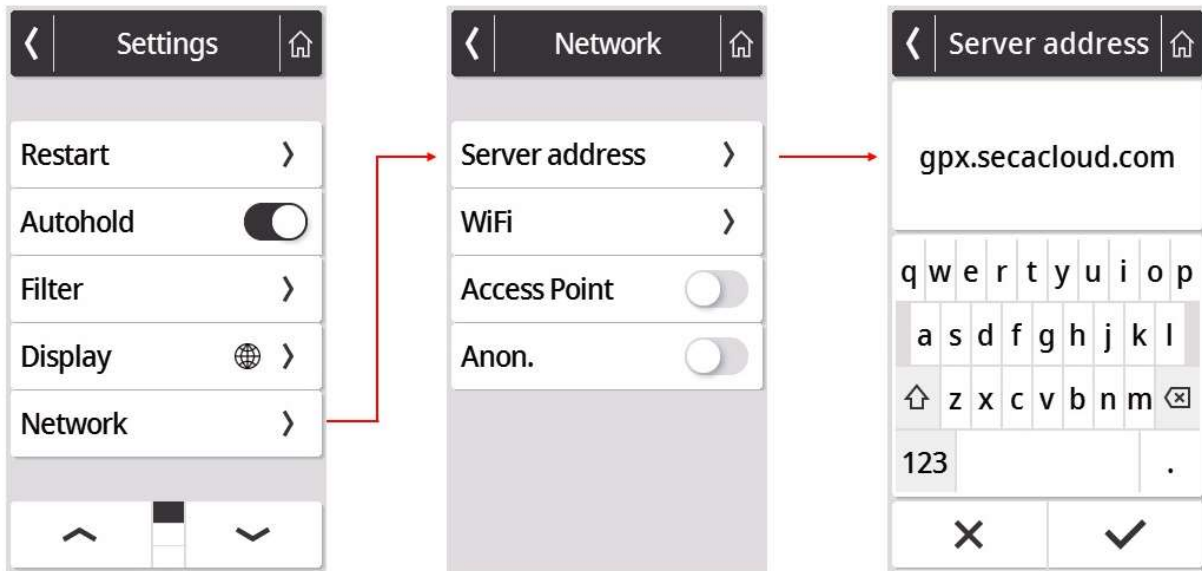 Settings
Restart
Autohold
Filter
Display
Network
Network
Server address
WiFi
Access Point
Anon.
Server address
gpx.secacloud.com
q w e r t y u i o p
a s d f g h j k l
z x c v b n m
123 .